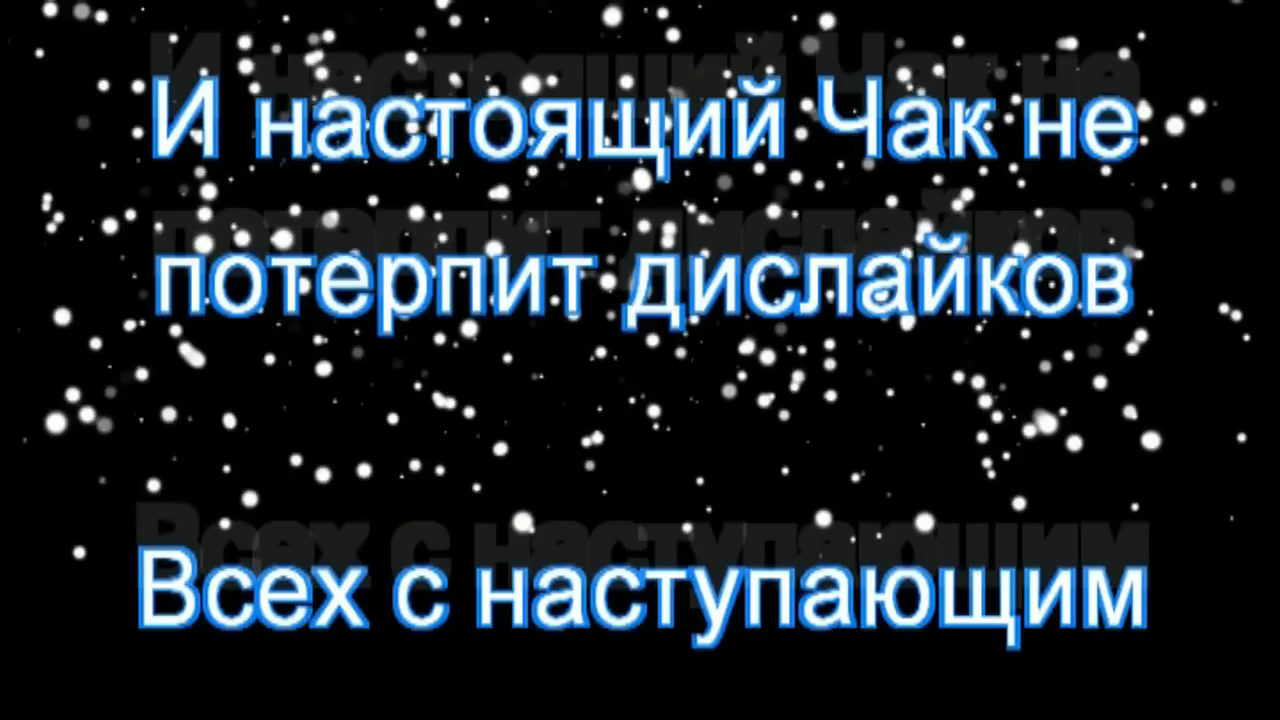 И настоящий Чак не
потерпит дислайков
Всех с наступающим